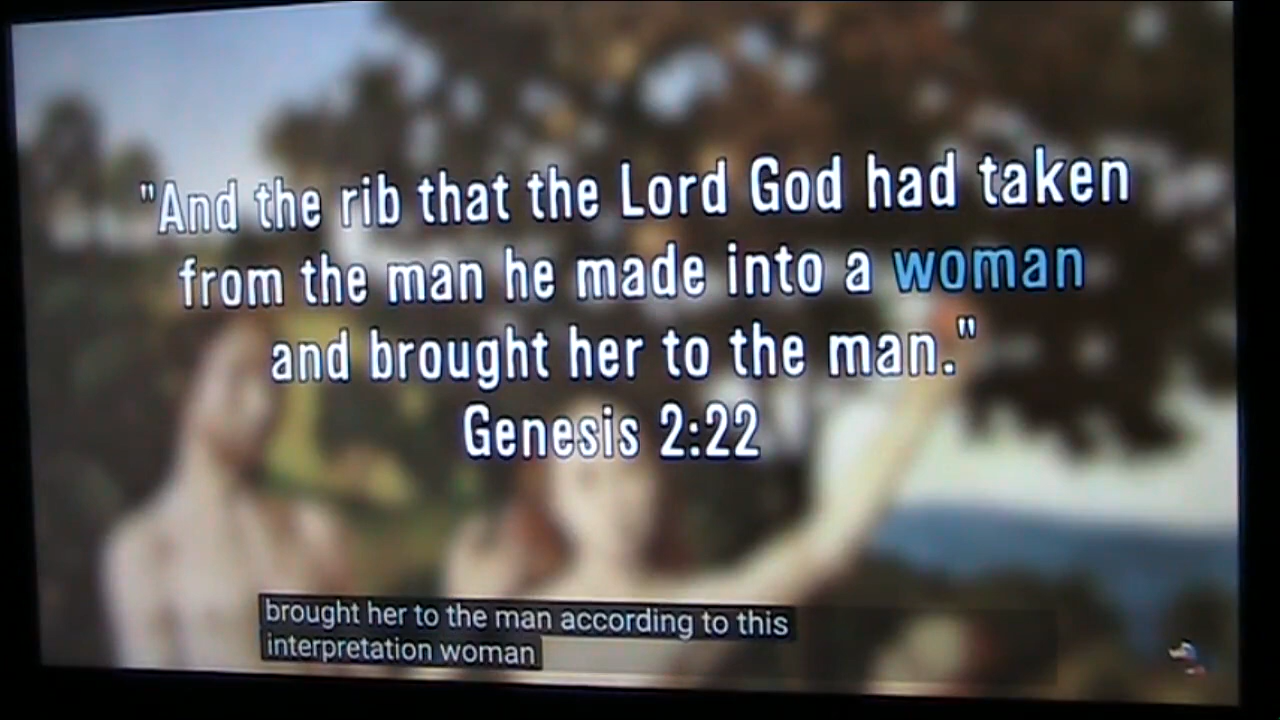 "And the rib that the Lord God had taken
from the man he made into a woman
and brought her to the man."
Genesis 2:22
brought her to the man according to this
interpretation woman